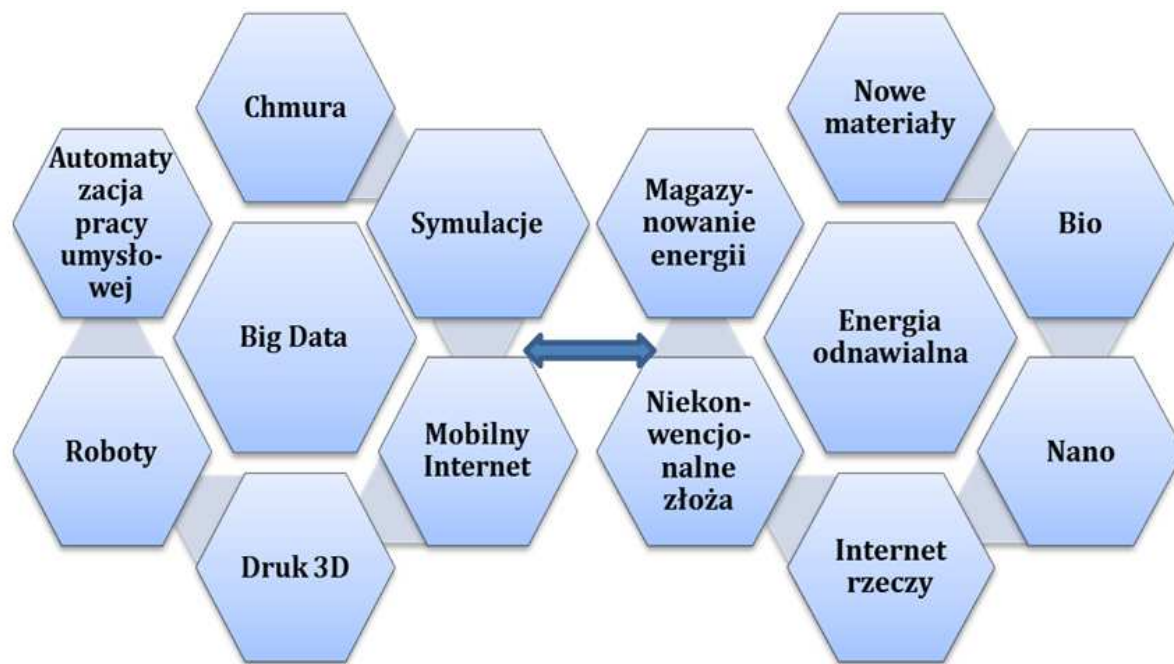 Chmura
Automaty
zacja
pracy
umysło-
wej
Symulacje
Big Data
Roboty
Mobilny
Internet
Druk 3D
Nowe
materiały
Magazy-
nowanie
energii
Bio
Energia
odnawialna
Niekon-
wencjo-
nalne
złoża
Nano
Internet
rzeczy